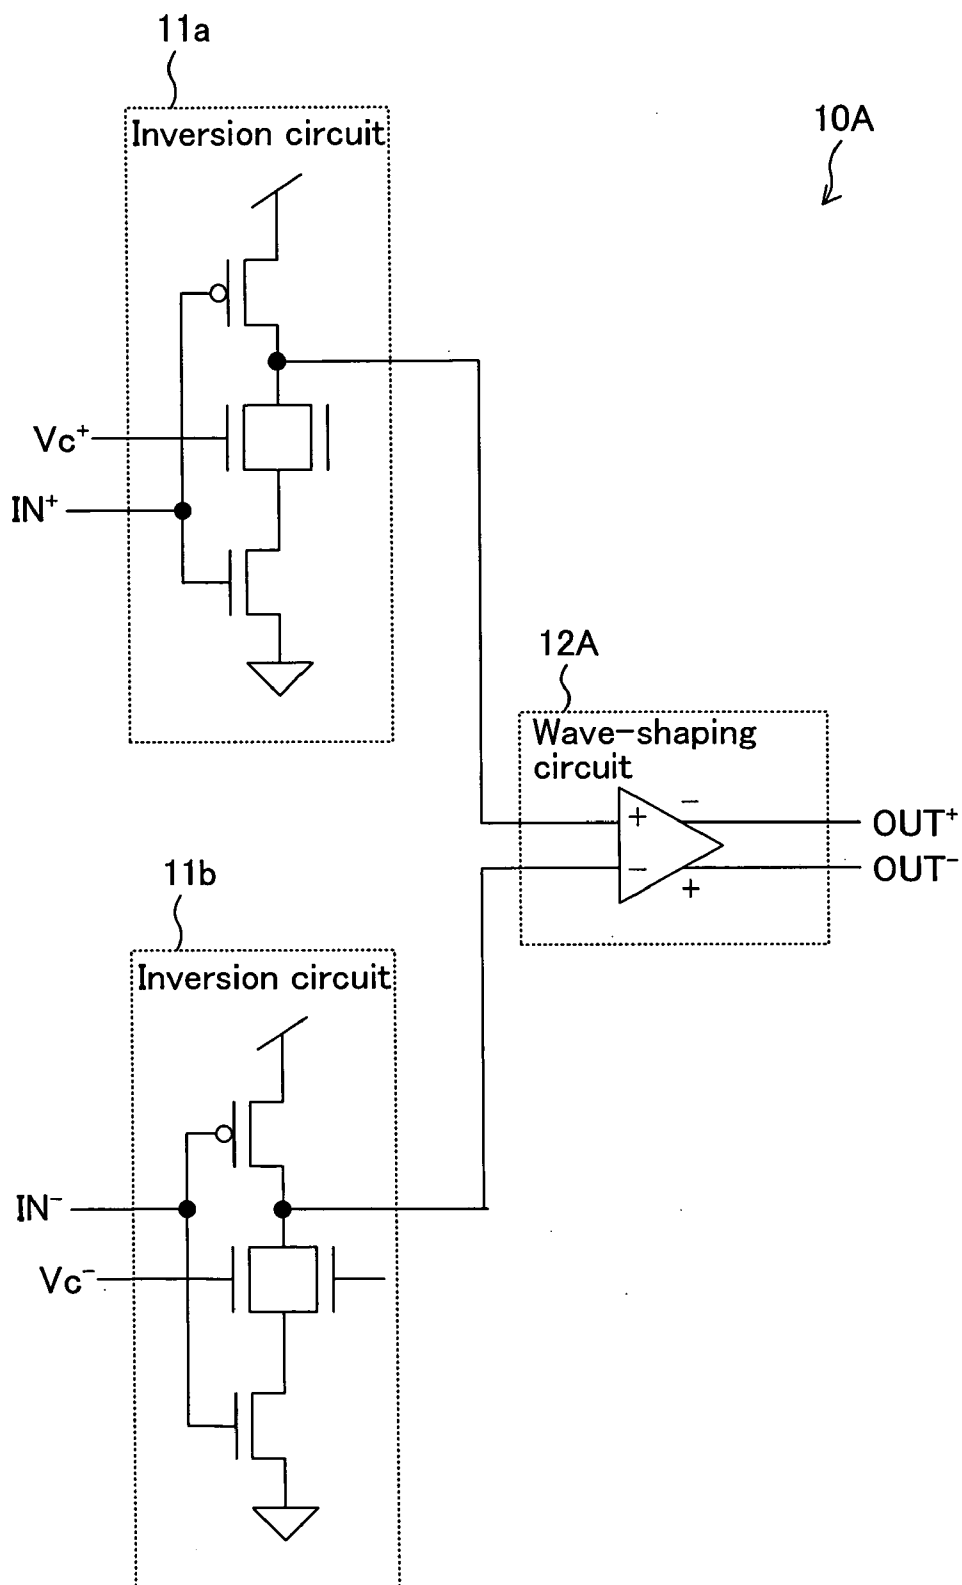 11a
10A
Inversion circuit
Vc⁺
IN⁺
12A
Wave-shaping
circuit
+
−
−
+
OUT⁺
OUT⁻
11b
Inversion circuit
IN⁻
Vc⁻